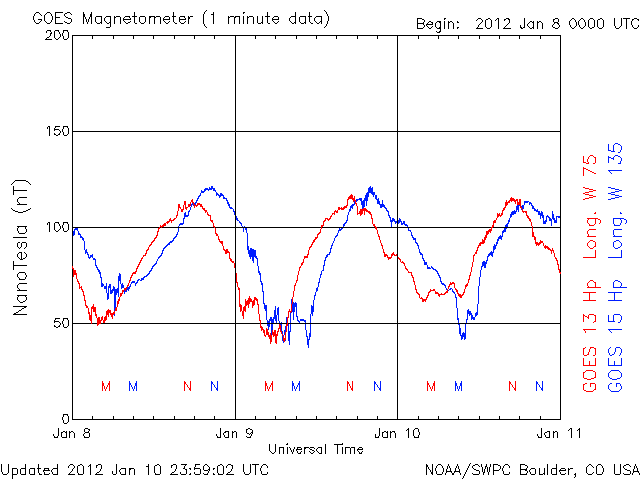 GOES Magnetometer (1 minute data)
Begin: 2012 Jan 8 0000 UTC
200
150
100
50
0
NanoTesla (nT)
M M N N M M N N M M N N
Jan 8 Jan 9 Jan 10 Jan 11
Universal Time
GOES 13 Hp Long. W 75
GOES 15 Hp Long. W 135
Updated 2012 Jan 10 23:59:02 UTC
NOAA/SWPC Boulder, CO USA